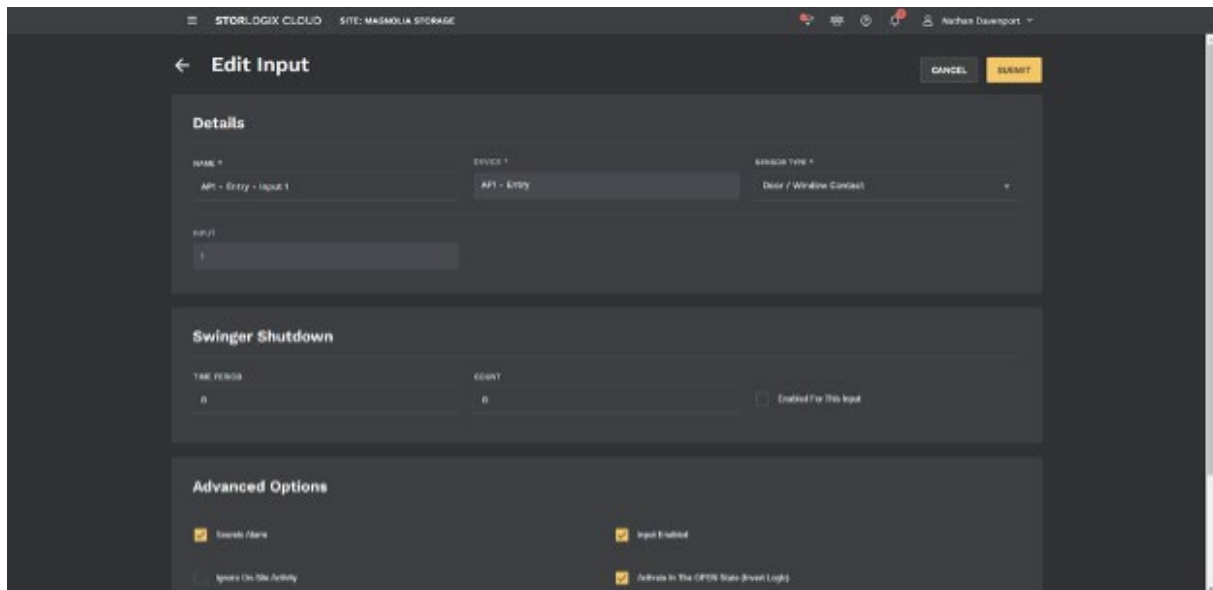 STORLOGIX CLOUD SITE: MAGNOLIA STORAGE Nathan Davenport
Edit Input
CANCEL SUBMIT
Details
NAME * DEVICE * SENSOR TYPE *
AP1 - Entry - Input 1 AP1 - Entry Door / Window Contact
INPUT
1
Swinger Shutdown
TIME PERIOD COUNT
0 0 Enabled For This Input
Advanced Options
Sounds Alarm Input Enabled
Ignore On-Site Activity Activate In The OPEN State (Invert Logic)